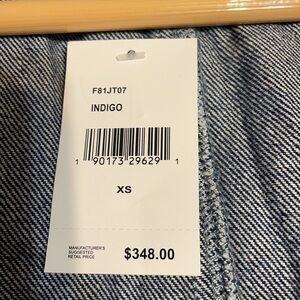 F81JT07
INDIGO
1 90173 29629 1
XS
MANUFACTURER'S
SUGGESTED
RETAIL PRICE
$348.00